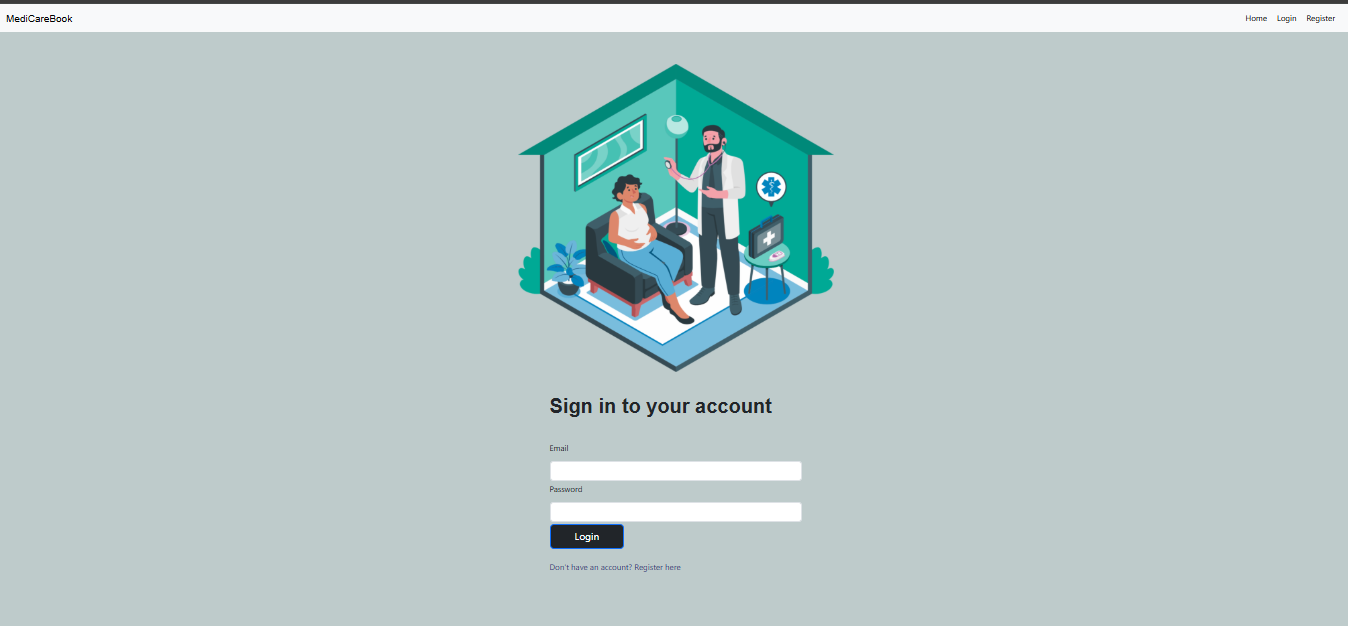 MediCareBook
Home Login Register
Sign in to your account
Email
Password
Login
Don't have an account? Register here